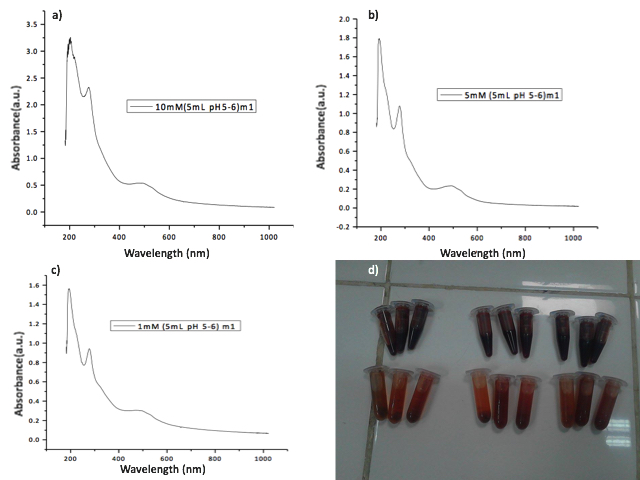 a)
3.5
3.0
2.5
2.0
1.5
1.0
0.5
0.0
Absorbance(a.u.)
10mM(5mL pH5-6)m1
200 400 600 800 1000
Wavelength (nm)
b)
2.0
1.8
1.6
1.4
1.2
1.0
0.8
0.6
0.4
0.2
0.0
-0.2
Absorbance(a.u.)
5mM (5mL pH 5-6)m1
200 400 600 800 1000
Wavelength (nm)
c)
1.6
1.4
1.2
1.0
0.8
0.6
0.4
0.2
0.0
Absorbance(a.u.)
1mM (5mL pH 5-6) m1
200 400 600 800 1000
Wavelength (nm)
d)